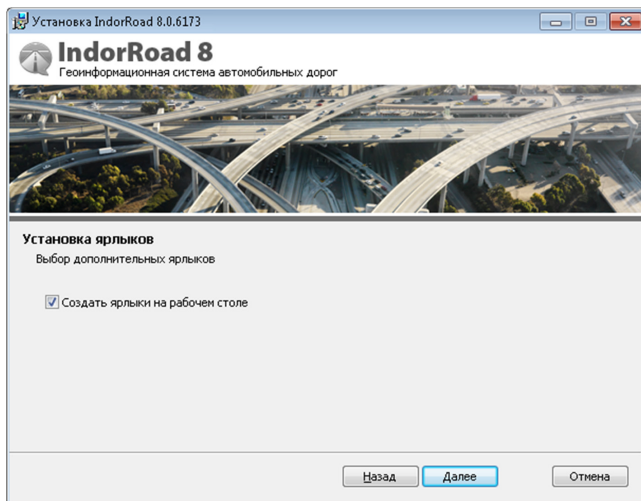 Установка IndorRoad 8.0.6173
IndorRoad 8
Геоинформационная система автомобильных дорог
Установка ярлыков
Выбор дополнительных ярлыков
Создать ярлыки на рабочем столе
Назад
Далее
Отмена